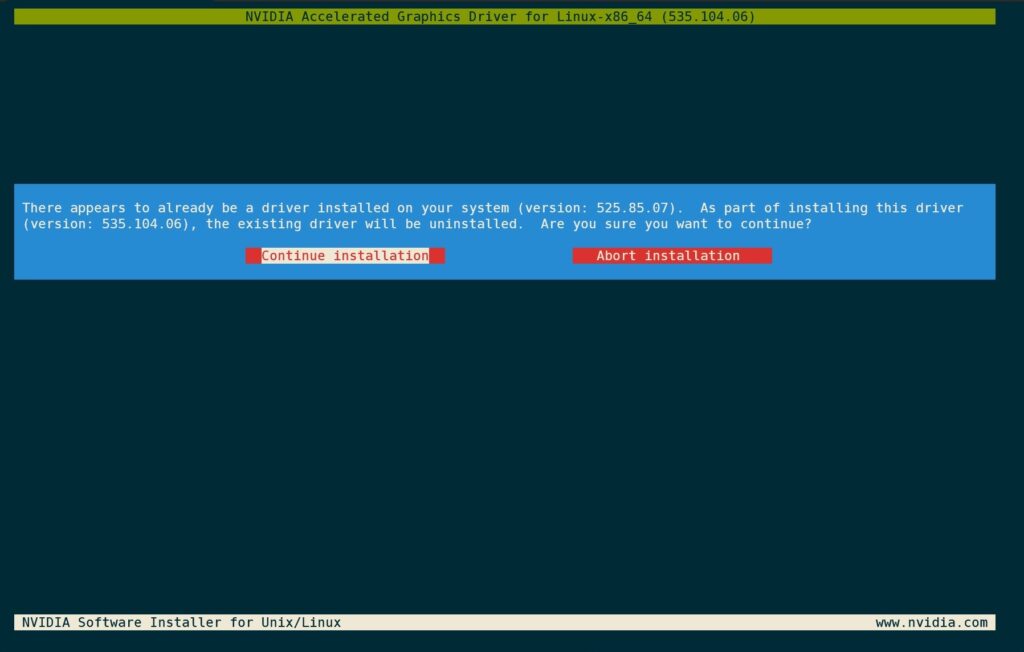 NVIDIA Accelerated Graphics Driver for Linux-x86_64 (535.104.06)
There appears to already be a driver installed on your system (version: 525.85.07).  As part of installing this driver
(version: 535.104.06), the existing driver will be uninstalled.  Are you sure you want to continue?
Continue installation Abort installation
NVIDIA Software Installer for Unix/Linux www.nvidia.com